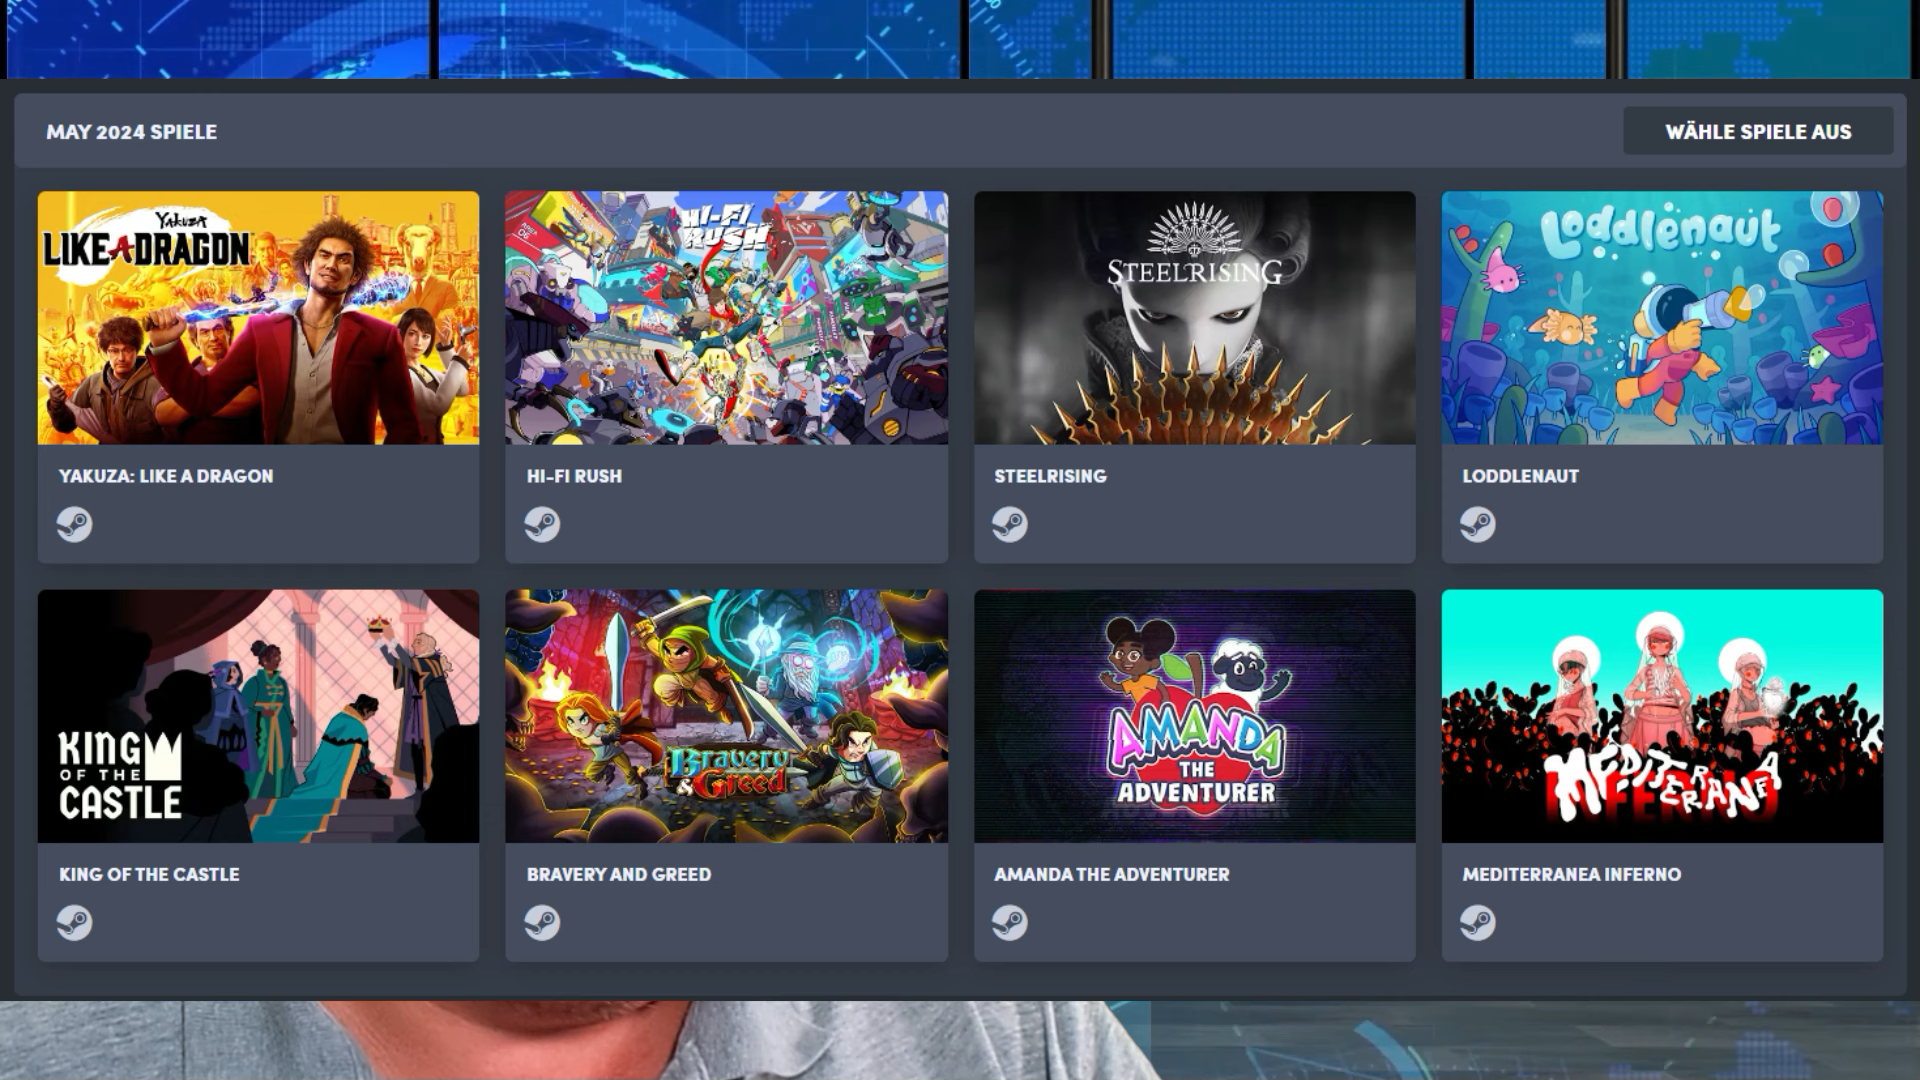 MAY 2024 SPIELE
WÄHLE SPIELE AUS
YAKUZA
LIKE A DRAGON
HI-FI
RUSH
STEELRISING
Loddlenaut
YAKUZA: LIKE A DRAGON
HI-FI RUSH
STEELRISING
LODDLENAUT
KING
OF THE
CASTLE
Bravery
& Greed
AMANDA
THE
ADVENTURER
MEDITERRANEA
INFERNO
KING OF THE CASTLE
BRAVERY AND GREED
AMANDA THE ADVENTURER
MEDITERRANEA INFERNO